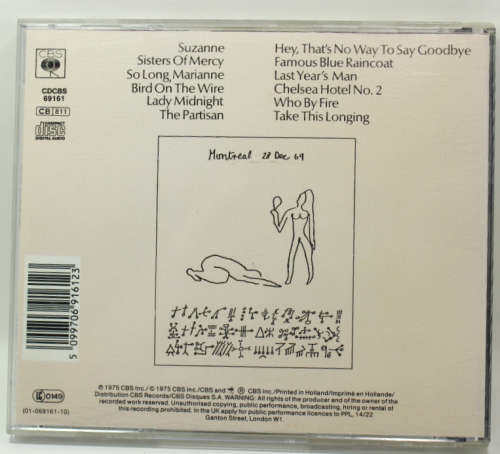 CBS
CDCBS
69161
CB 811
COMPACT
disc
DIGITAL AUDIO
Suzanne
Sisters Of Mercy
So Long Marianne
Bird On The Wire
Lady Midnight
The Partisan
Hey, That's No Way To Say Goodbye
Famous Blue Raincoat
Last Year's Man
Chelsea Hotel No. 2
Who By Fire
Take This Longing
Montreal 28 Dec 69
5 099706 916123
℗ 1975 CBS Inc./© 1975 CBS Inc./CBS and ® CBS Inc./Printed in Holland/Imprimé en Hollande/
Distribution CBS Records/CBS Disques S.A. WARNING: All rights of the producer and of the owner of the
recorded work reserved. Unauthorised copying, public performance, broadcasting, hiring or rental of
this recording prohibited. In the UK apply for public performance licences to PPL, 14/22
Ganton Street, London W1.
0149
(01-069161-10)